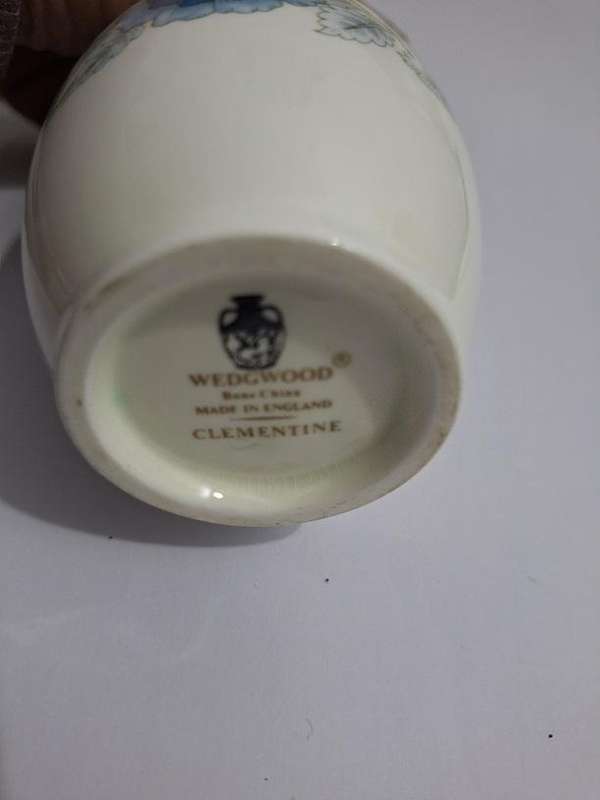 WEDGWOOD®
Bone China
MADE IN ENGLAND
CLEMENTINE